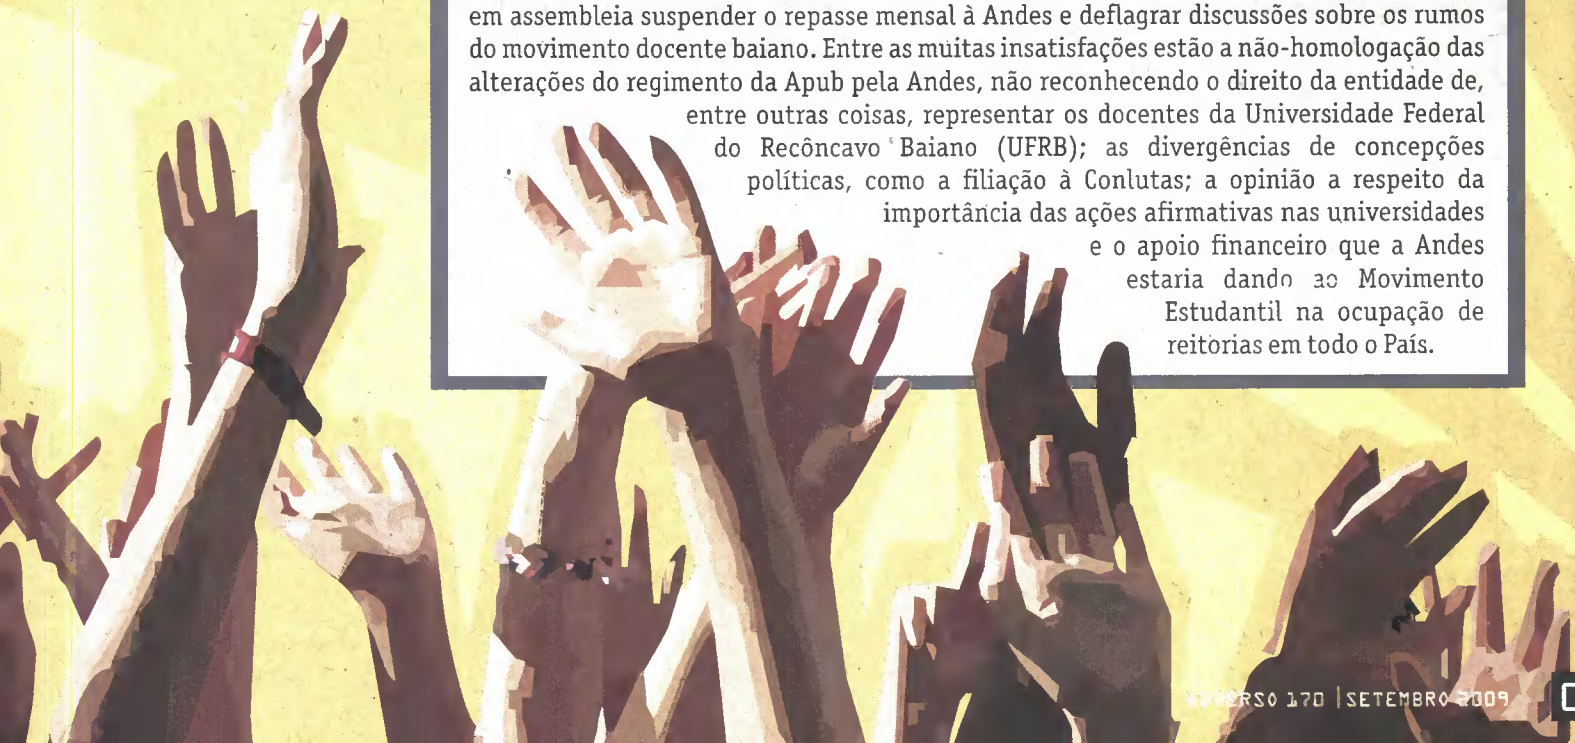 em assembleia suspender o repasse mensal à Andes e deflagrar discussões sobre os rumos
do movimento docente baiano. Entre as muitas insatisfações estão a não-homologação das
alterações do regimento da Apub pela Andes, não reconhecendo o direito da entidade de,
entre outras coisas, representar os docentes da Universidade Federal
do Recôncavo Baiano (UFRB); as divergências de concepções
políticas, como a filiação à Conlutas; a opinião a respeito da
importância das ações afirmativas nas universidades
e o apoio financeiro que a Andes
estaria dando ao Movimento
Estudantil na ocupação de
reitorias em todo o País.
170 | SETEMBRO 2009